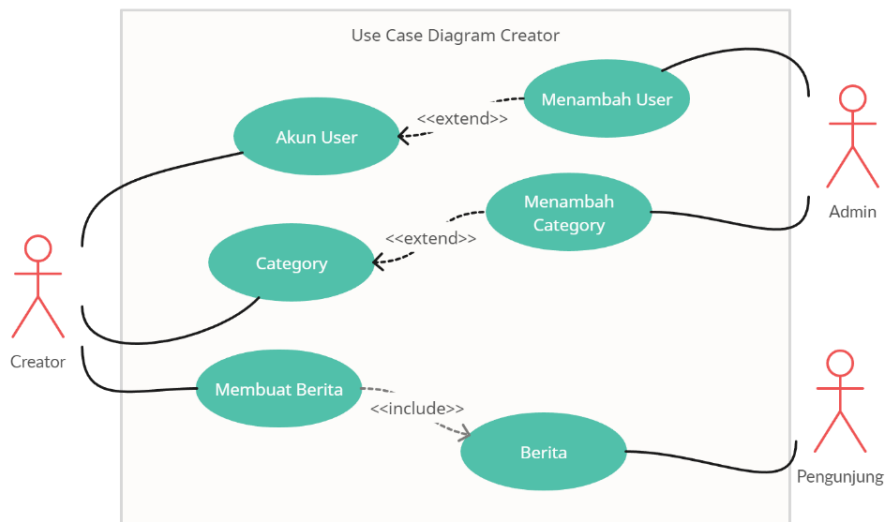 Use Case Diagram Creator
Menambah User
<<extend>>
Akun User
Admin
Menambah
Category
<<extend>>
Category
Creator
Membuat Berita
<<include>>
Berita
Pengunjung